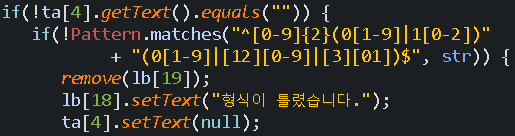 if(!ta[4].getText().equals("")) {
if(!Pattern.matches("^[0-9]{2}(0[1-9]|1[0-2])"
+ "(0[1-9]|[12][0-9]|[3][01])$", str)) {
remove(lb[19]);
lb[18].setText("형식이 틀렸습니다.");
ta[4].setText(null);